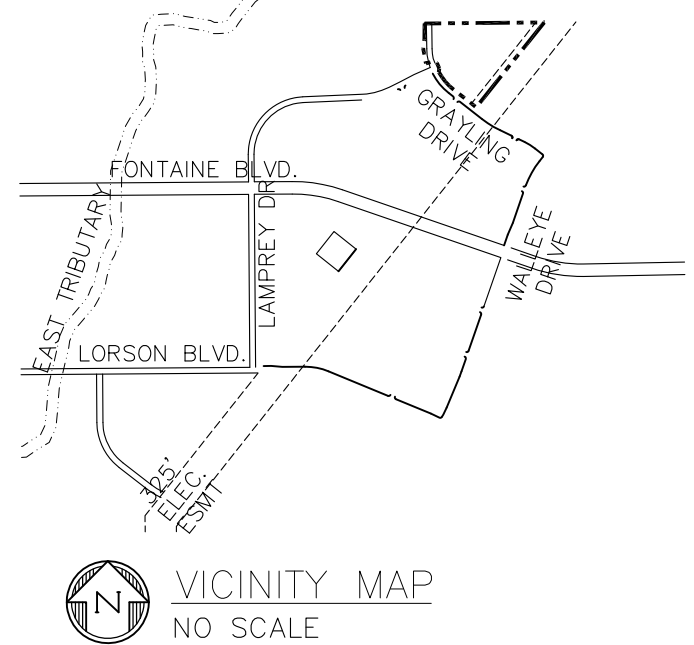 GRAYLING
DRIVE
FONTAINE BLVD.
LAMPREY DR
EAST TRIBUTARY
WALLEYE
DRIVE
LORSON BLVD.
325'
ELEC.
ESMT
N
VICINITY MAP
NO SCALE